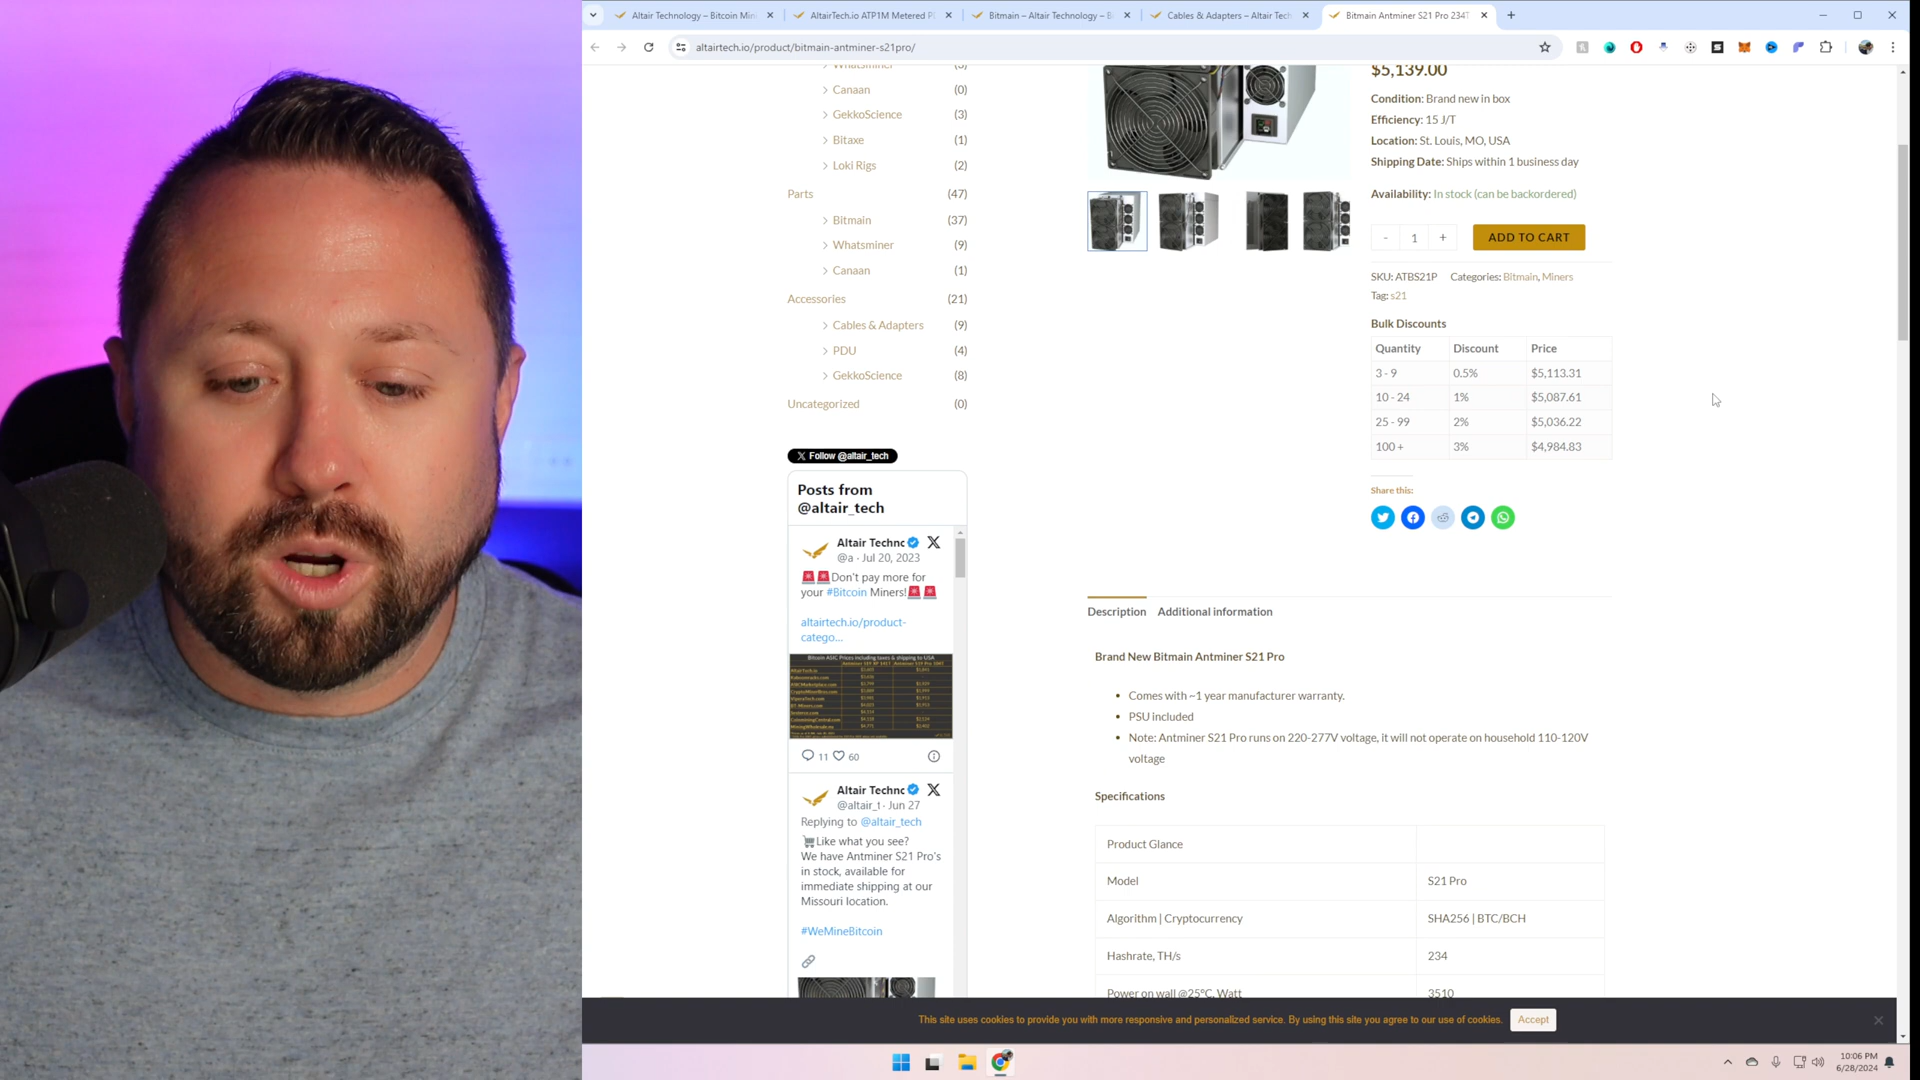 Altair Technology – Bitcoin Min
AltairTech.io ATP1M Metered P
Bitmain – Altair Technology – B
Cables & Adapters – Altair Tech
Bitmain Antminer S21 Pro 234T
altairtech.io/product/bitmain-antminer-s21pro/
Whatsminer
Canaan (0)
GekkoScience (3)
Bitaxe (1)
Loki Rigs (2)
Parts (47)
Bitmain (37)
Whatsminer (9)
Canaan (1)
Accessories (21)
Cables & Adapters (9)
PDU (4)
GekkoScience (8)
Uncategorized (0)
Follow @altair_tech
Posts from
@altair_tech
Altair Technc
@a · Jul 20, 2023
Don't pay more for
your #Bitcoin Miners!
altairtech.io/product-
catego...
Bitcoin ASIC Prices including taxes & shipping to USA
11 60
Altair Technc
@altair_t · Jun 27
Replying to @altair_tech
Like what you see?
We have Antminer S21 Pro's
in stock, available for
immediate shipping at our
Missouri location.
#WeMineBitcoin
$5,139.00
Condition: Brand new in box
Efficiency: 15 J/T
Location: St. Louis, MO, USA
Shipping Date: Ships within 1 business day
Availability: In stock (can be backordered)
- 1 + ADD TO CART
SKU: ATBS21P Categories: Bitmain, Miners
Tag: s21
Bulk Discounts
Quantity Discount Price
3 - 9 0.5% $5,113.31
10 - 24 1% $5,087.61
25 - 99 2% $5,036.22
100 + 3% $4,984.83
Share this:
Description Additional information
Brand New Bitmain Antminer S21 Pro
• Comes with ~1 year manufacturer warranty.
• PSU included
• Note: Antminer S21 Pro runs on 220-277V voltage, it will not operate on household 110-120V
voltage
Specifications
Product Glance
Model S21 Pro
Algorithm | Cryptocurrency SHA256 | BTC/BCH
Hashrate, TH/s 234
Power on wall @25°C, Watt 3510
This site uses cookies to provide you with more responsive and personalized service. By using this site you agree to our use of cookies. Accept
10:06 PM
6/28/2024